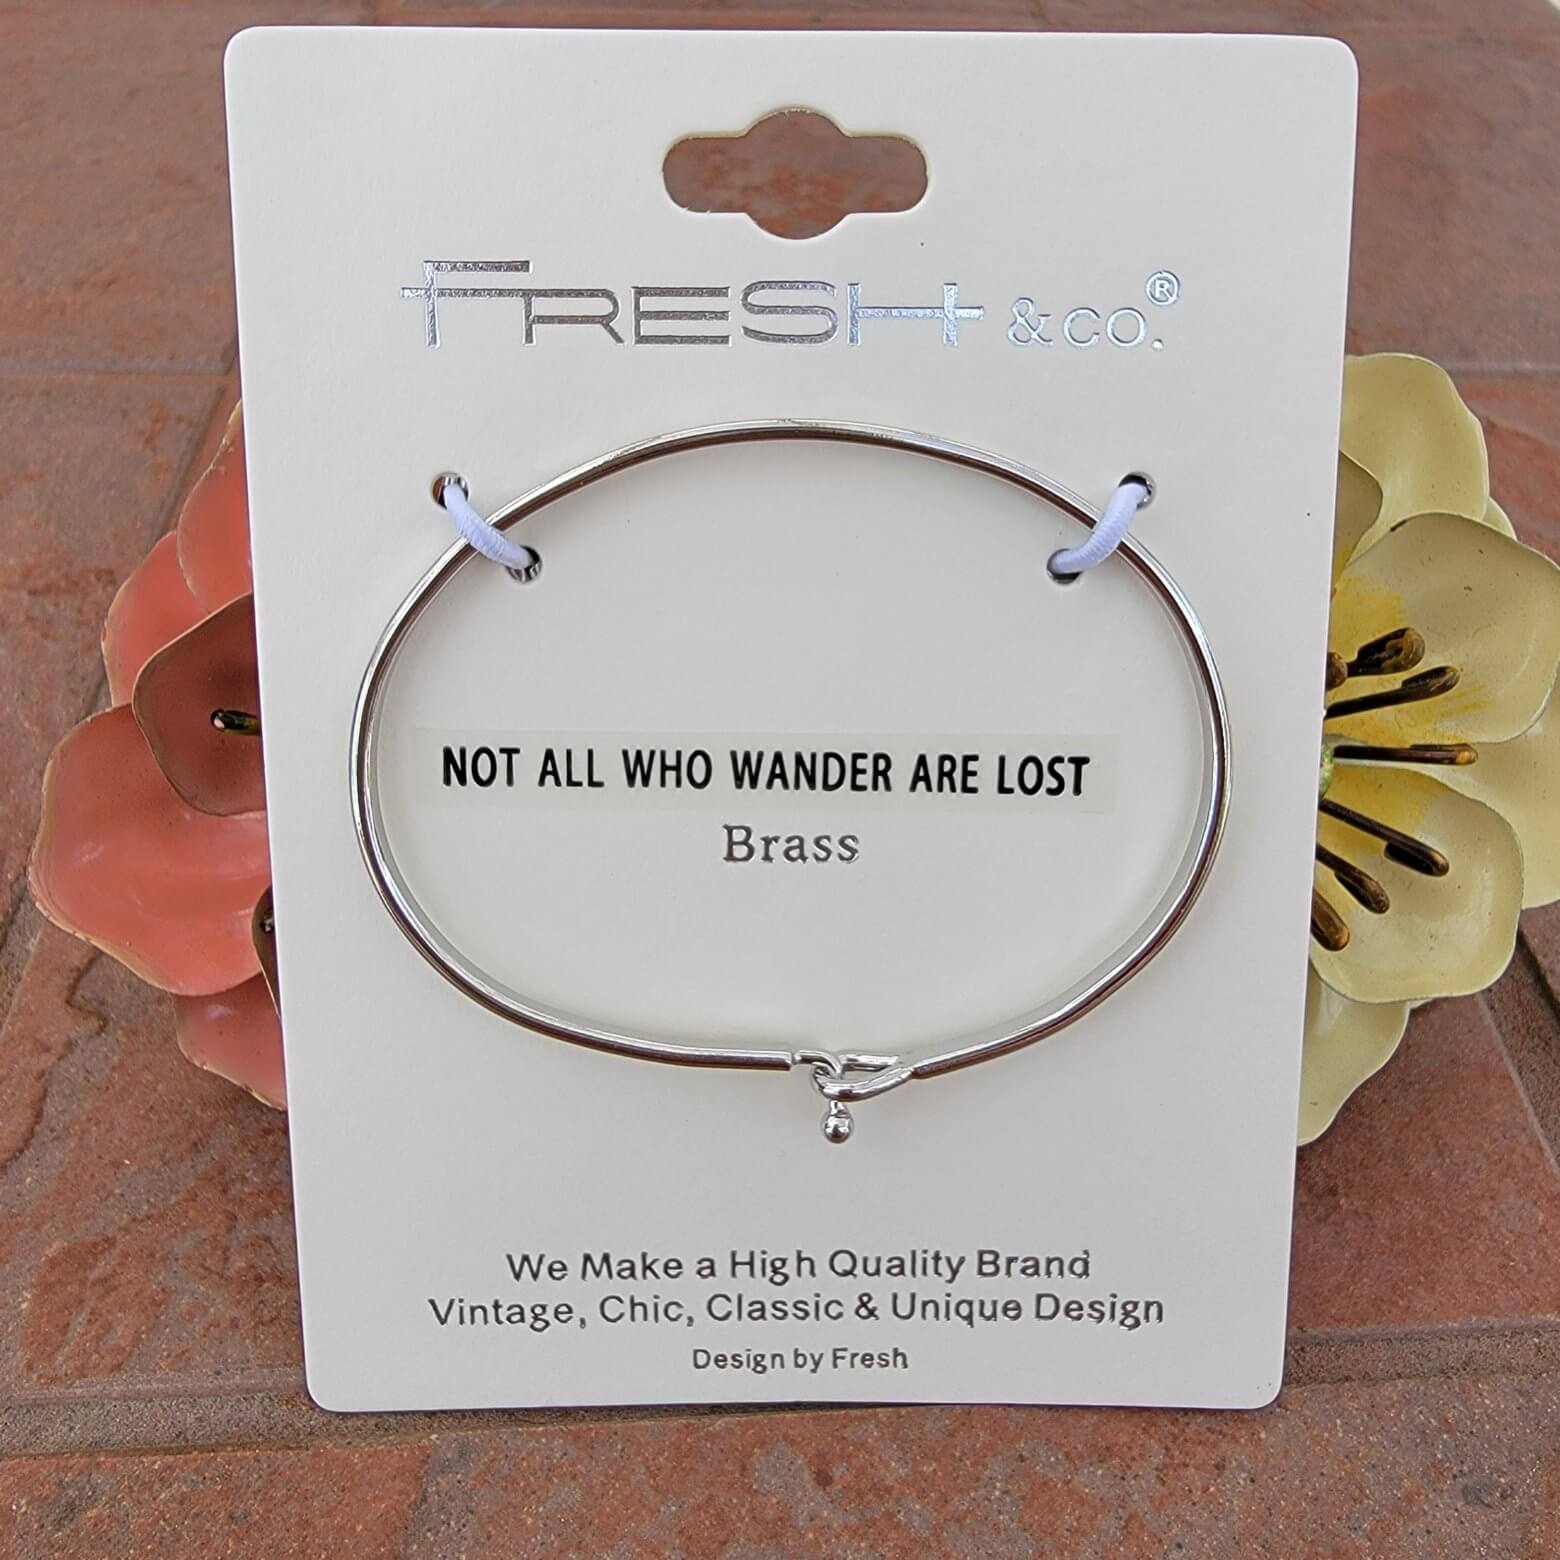 FRESH & CO.®
NOT ALL WHO WANDER ARE LOST
Brass
We Make a High Quality Brand
Vintage, Chic, Classic & Unique Design
Design by Fresh